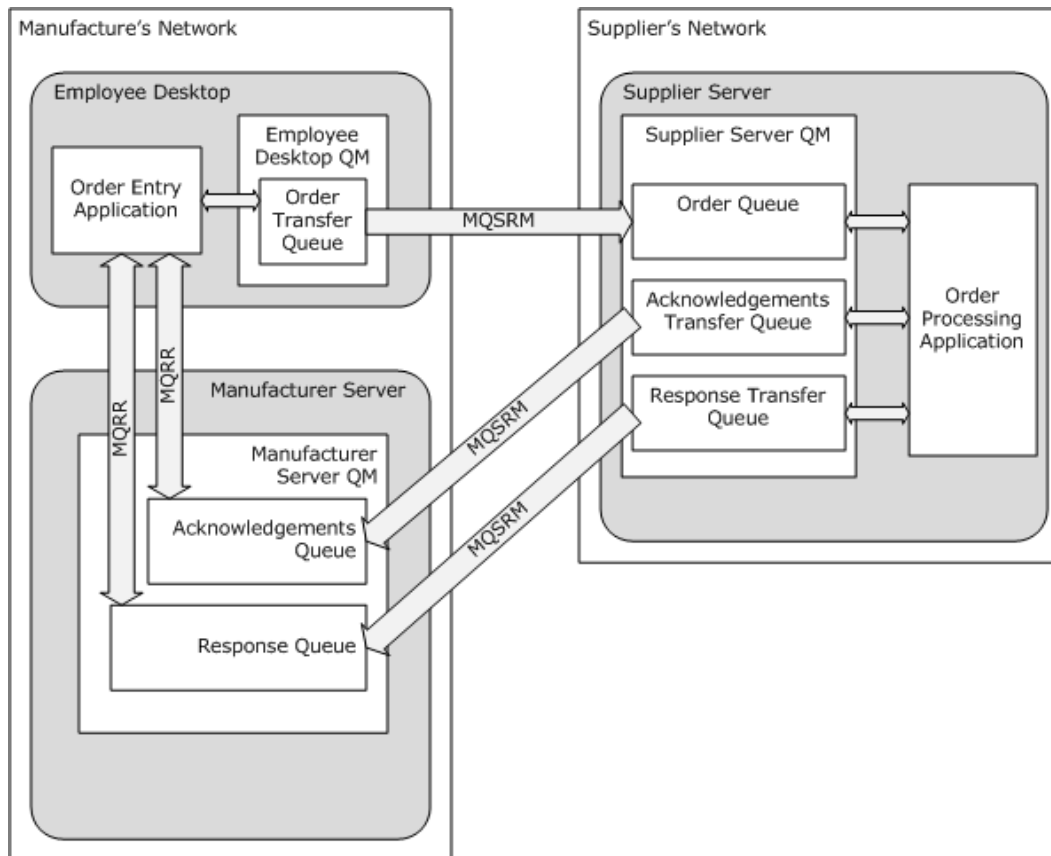 Manufacture's Network
Employee Desktop
Order Entry
Application
Employee
Desktop QM
Order
Transfer
Queue
MQSRM
MQRR
MQRR
Manufacturer Server
Manufacturer
Server QM
Acknowledgements
Queue
Response Queue
MQSRM
MQSRM
Supplier's Network
Supplier Server
Supplier Server QM
Order Queue
Acknowledgements
Transfer Queue
Response Transfer
Queue
Order
Processing
Application